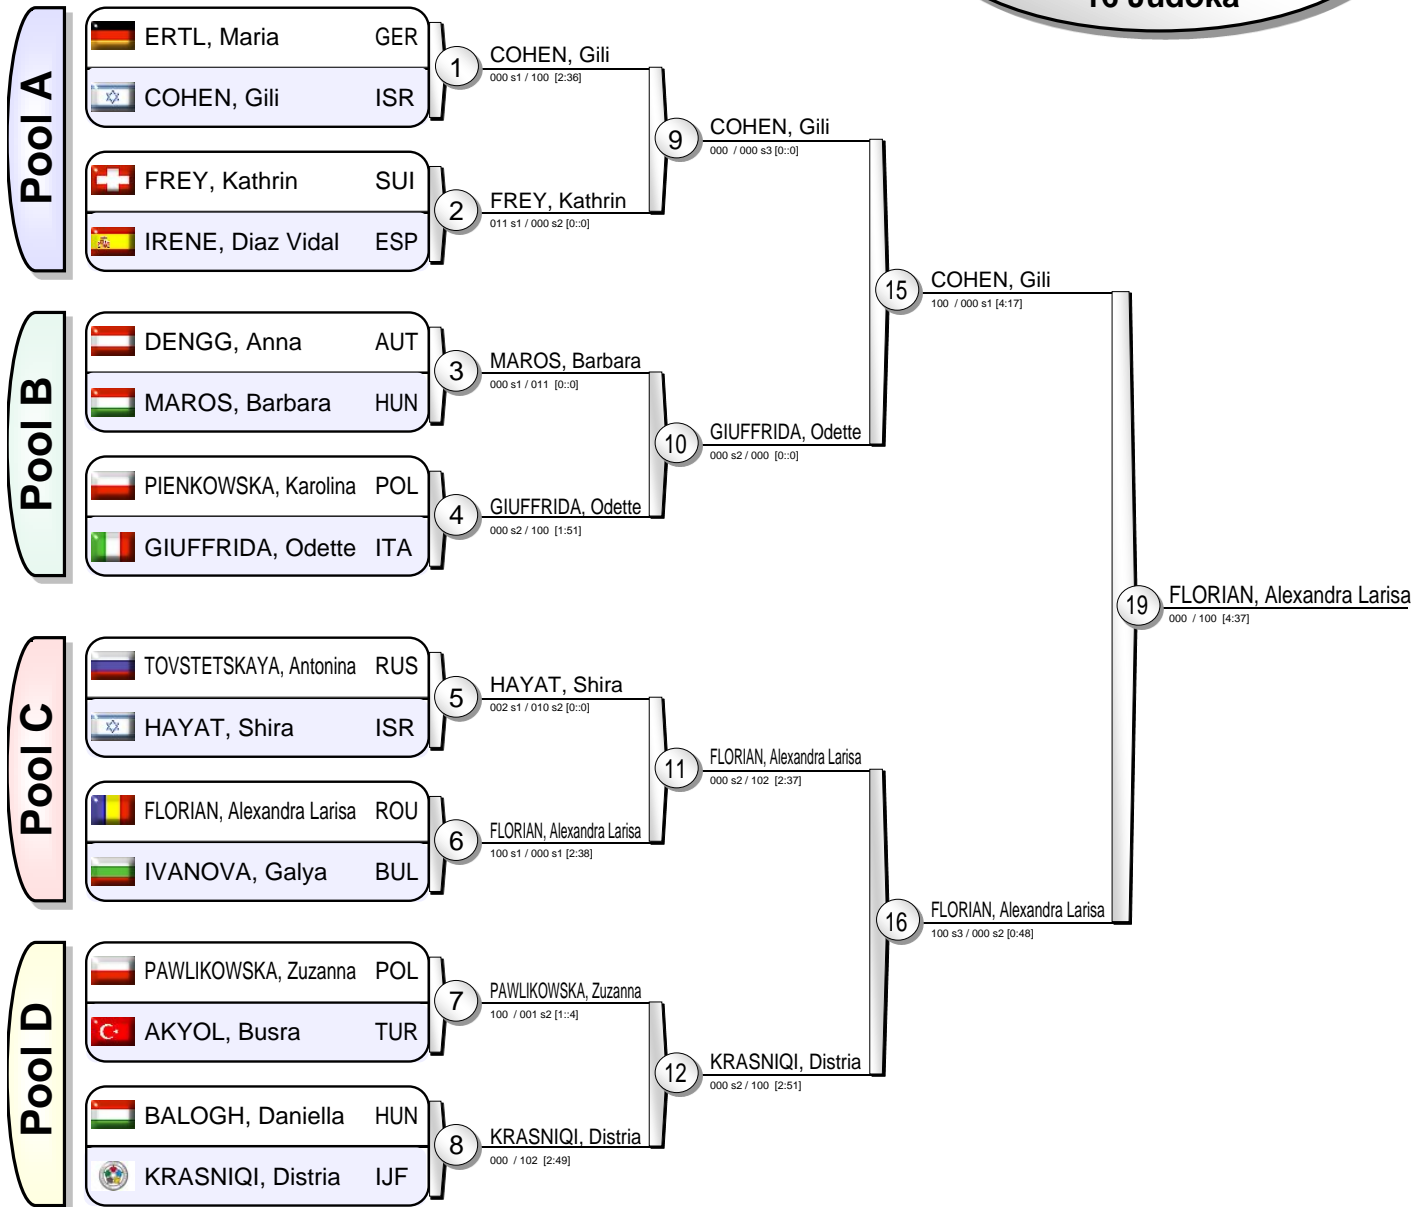 16 Judoka
Pool A
ERTL, Maria GER
COHEN, Gili ISR
FREY, Kathrin SUI
IRENE, Diaz Vidal ESP
1
COHEN, Gili
000 s1 / 100 [2:36]
2
FREY, Kathrin
011 s1 / 000 s2 [0::0]
9
COHEN, Gili
000 / 000 s3 [0::0]
Pool B
DENGG, Anna AUT
MAROS, Barbara HUN
PIENKOWSKA, Karolina POL
GIUFFRIDA, Odette ITA
3
MAROS, Barbara
000 s1 / 011 [0::0]
4
GIUFFRIDA, Odette
000 s2 / 100 [1:51]
10
GIUFFRIDA, Odette
000 s2 / 000 [0::0]
15
COHEN, Gili
100 / 000 s1 [4:17]
Pool C
TOVSTETSKAYA, Antonina RUS
HAYAT, Shira ISR
FLORIAN, Alexandra Larisa ROU
IVANOVA, Galya BUL
5
HAYAT, Shira
002 s1 / 010 s2 [0::0]
6
FLORIAN, Alexandra Larisa
100 s1 / 000 s1 [2:38]
11
FLORIAN, Alexandra Larisa
000 s2 / 102 [2:37]
Pool D
PAWLIKOWSKA, Zuzanna POL
AKYOL, Busra TUR
BALOGH, Daniella HUN
KRASNIQI, Distria IJF
7
PAWLIKOWSKA, Zuzanna
100 / 001 s2 [1::4]
8
KRASNIQI, Distria
000 / 102 [2:49]
12
KRASNIQI, Distria
000 s2 / 100 [2:51]
16
FLORIAN, Alexandra Larisa
100 s3 / 000 s2 [0:48]
19
FLORIAN, Alexandra Larisa
000 / 100 [4:37]